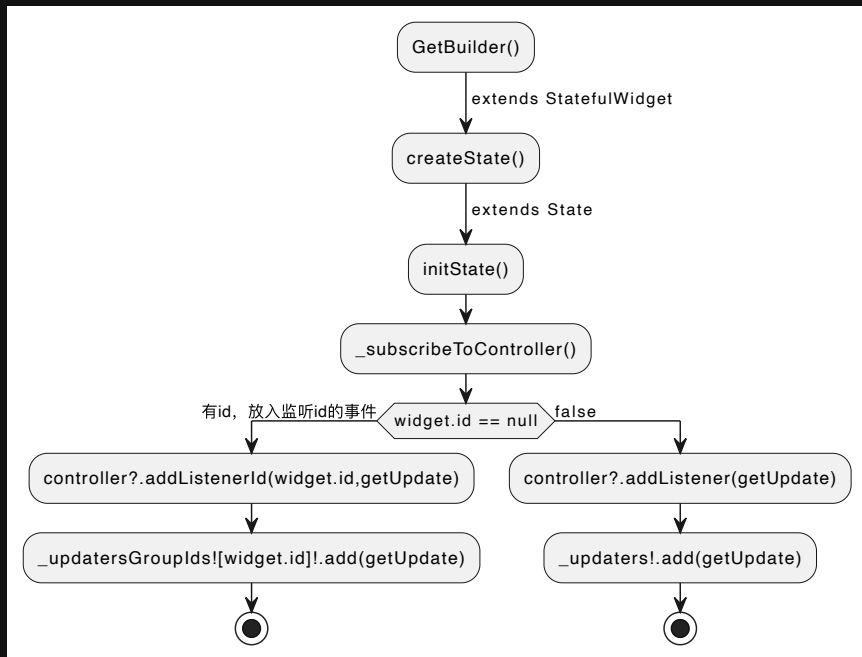 GetBuilder()
extends StatefulWidget
createState()
extends State
initState()
_subscribeToController()
有id，放入监听id的事件
widget.id == null
false
controller?.addListenerId(widget.id,getUpdate)
controller?.addListener(getUpdate)
_updatersGroupIds![widget.id]!.add(getUpdate)
_updaters!.add(getUpdate)